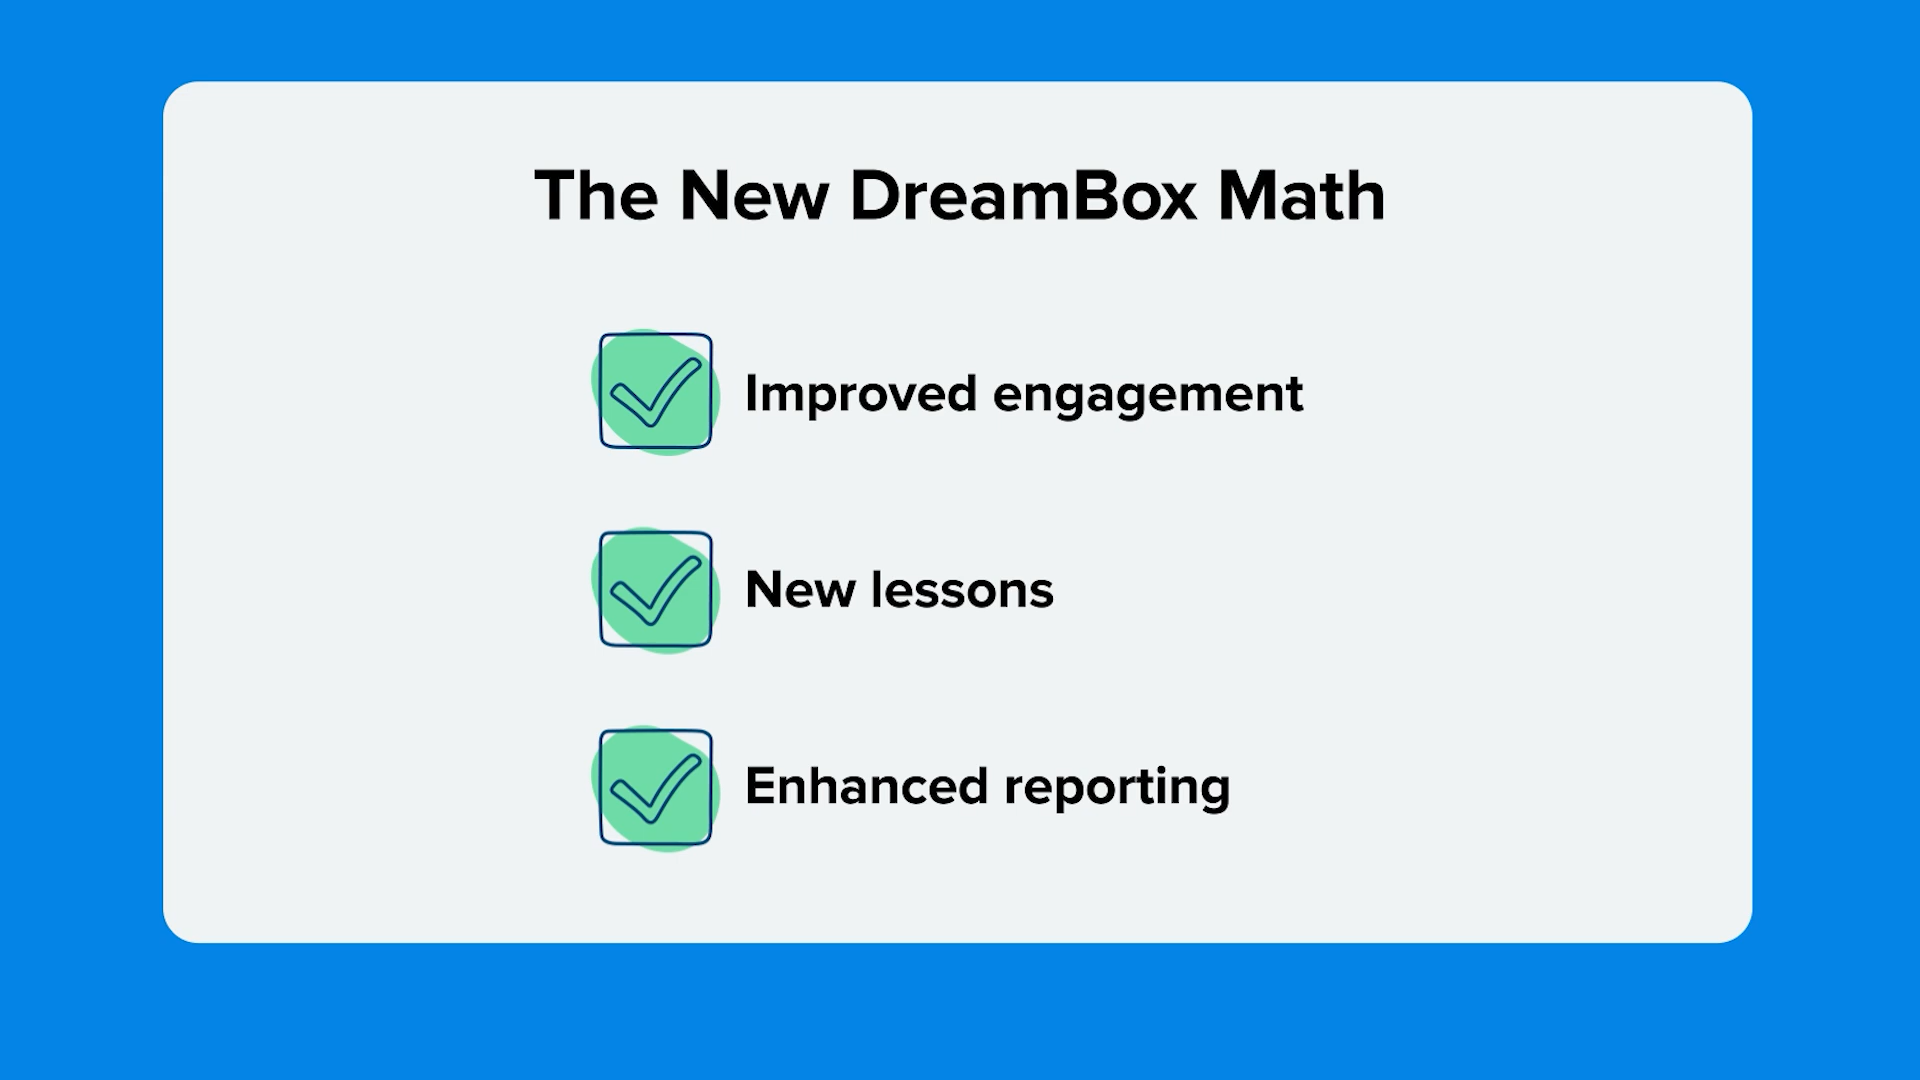 The New DreamBox Math
Improved engagement
New lessons
Enhanced reporting